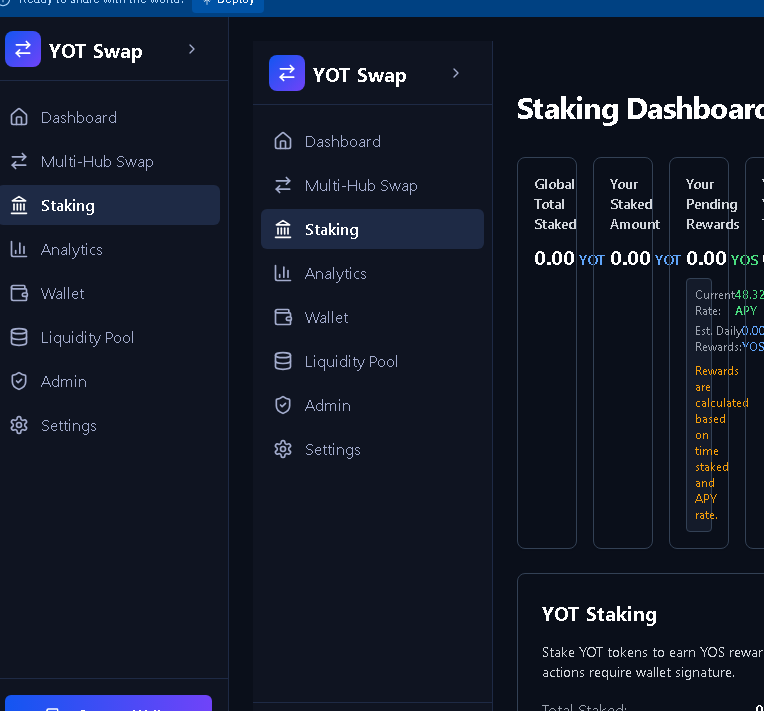 Ready to share with the world!
Deploy
YOT Swap
Dashboard
Multi-Hub Swap
Staking
Analytics
Wallet
Liquidity Pool
Admin
Settings
YOT Swap
Dashboard
Multi-Hub Swap
Staking
Analytics
Wallet
Liquidity Pool
Admin
Settings
Staking Dashboard
Global
Total
Staked
0.00 YOT
Your
Staked
Amount
0.00 YOT
Your
Pending
Rewards
0.00 YOS
Current 48.32
Rate: APY
Est. Daily 0.00
Rewards: YOS
Rewards
are
calculated
based
on
time
staked
and
APY
rate.
YOT Staking
Stake YOT tokens to earn YOS
actions require wallet signature.
Total Staked: